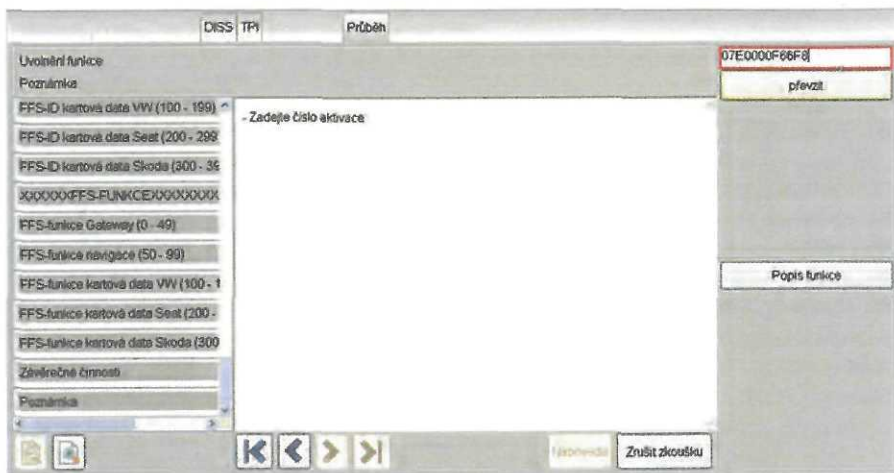 DISS TPI Průběh
Uvolnění funkce
Poznámka
07E0000F66F8
převzít
FFS-ID kartová data VW (100 - 199)
FFS-ID kartová data Seat (200 - 299
FFS-ID kartová data Skoda (300 - 39
XXXXXXFFS-FUNKCEXXXXXXXXX
FFS-funkce Gateway (0 - 49)
FFS-funkce navigace (50 - 99)
FFS-funkce kartová data VW (100 - 1
FFS-funkce kartová data Seat (200 -
FFS-funkce kartová data Skoda (300
Závěrečné činnosti
Poznámka
- Zadejte číslo aktivace
Popis funkce
Nápověda
Zrušit zkoušku